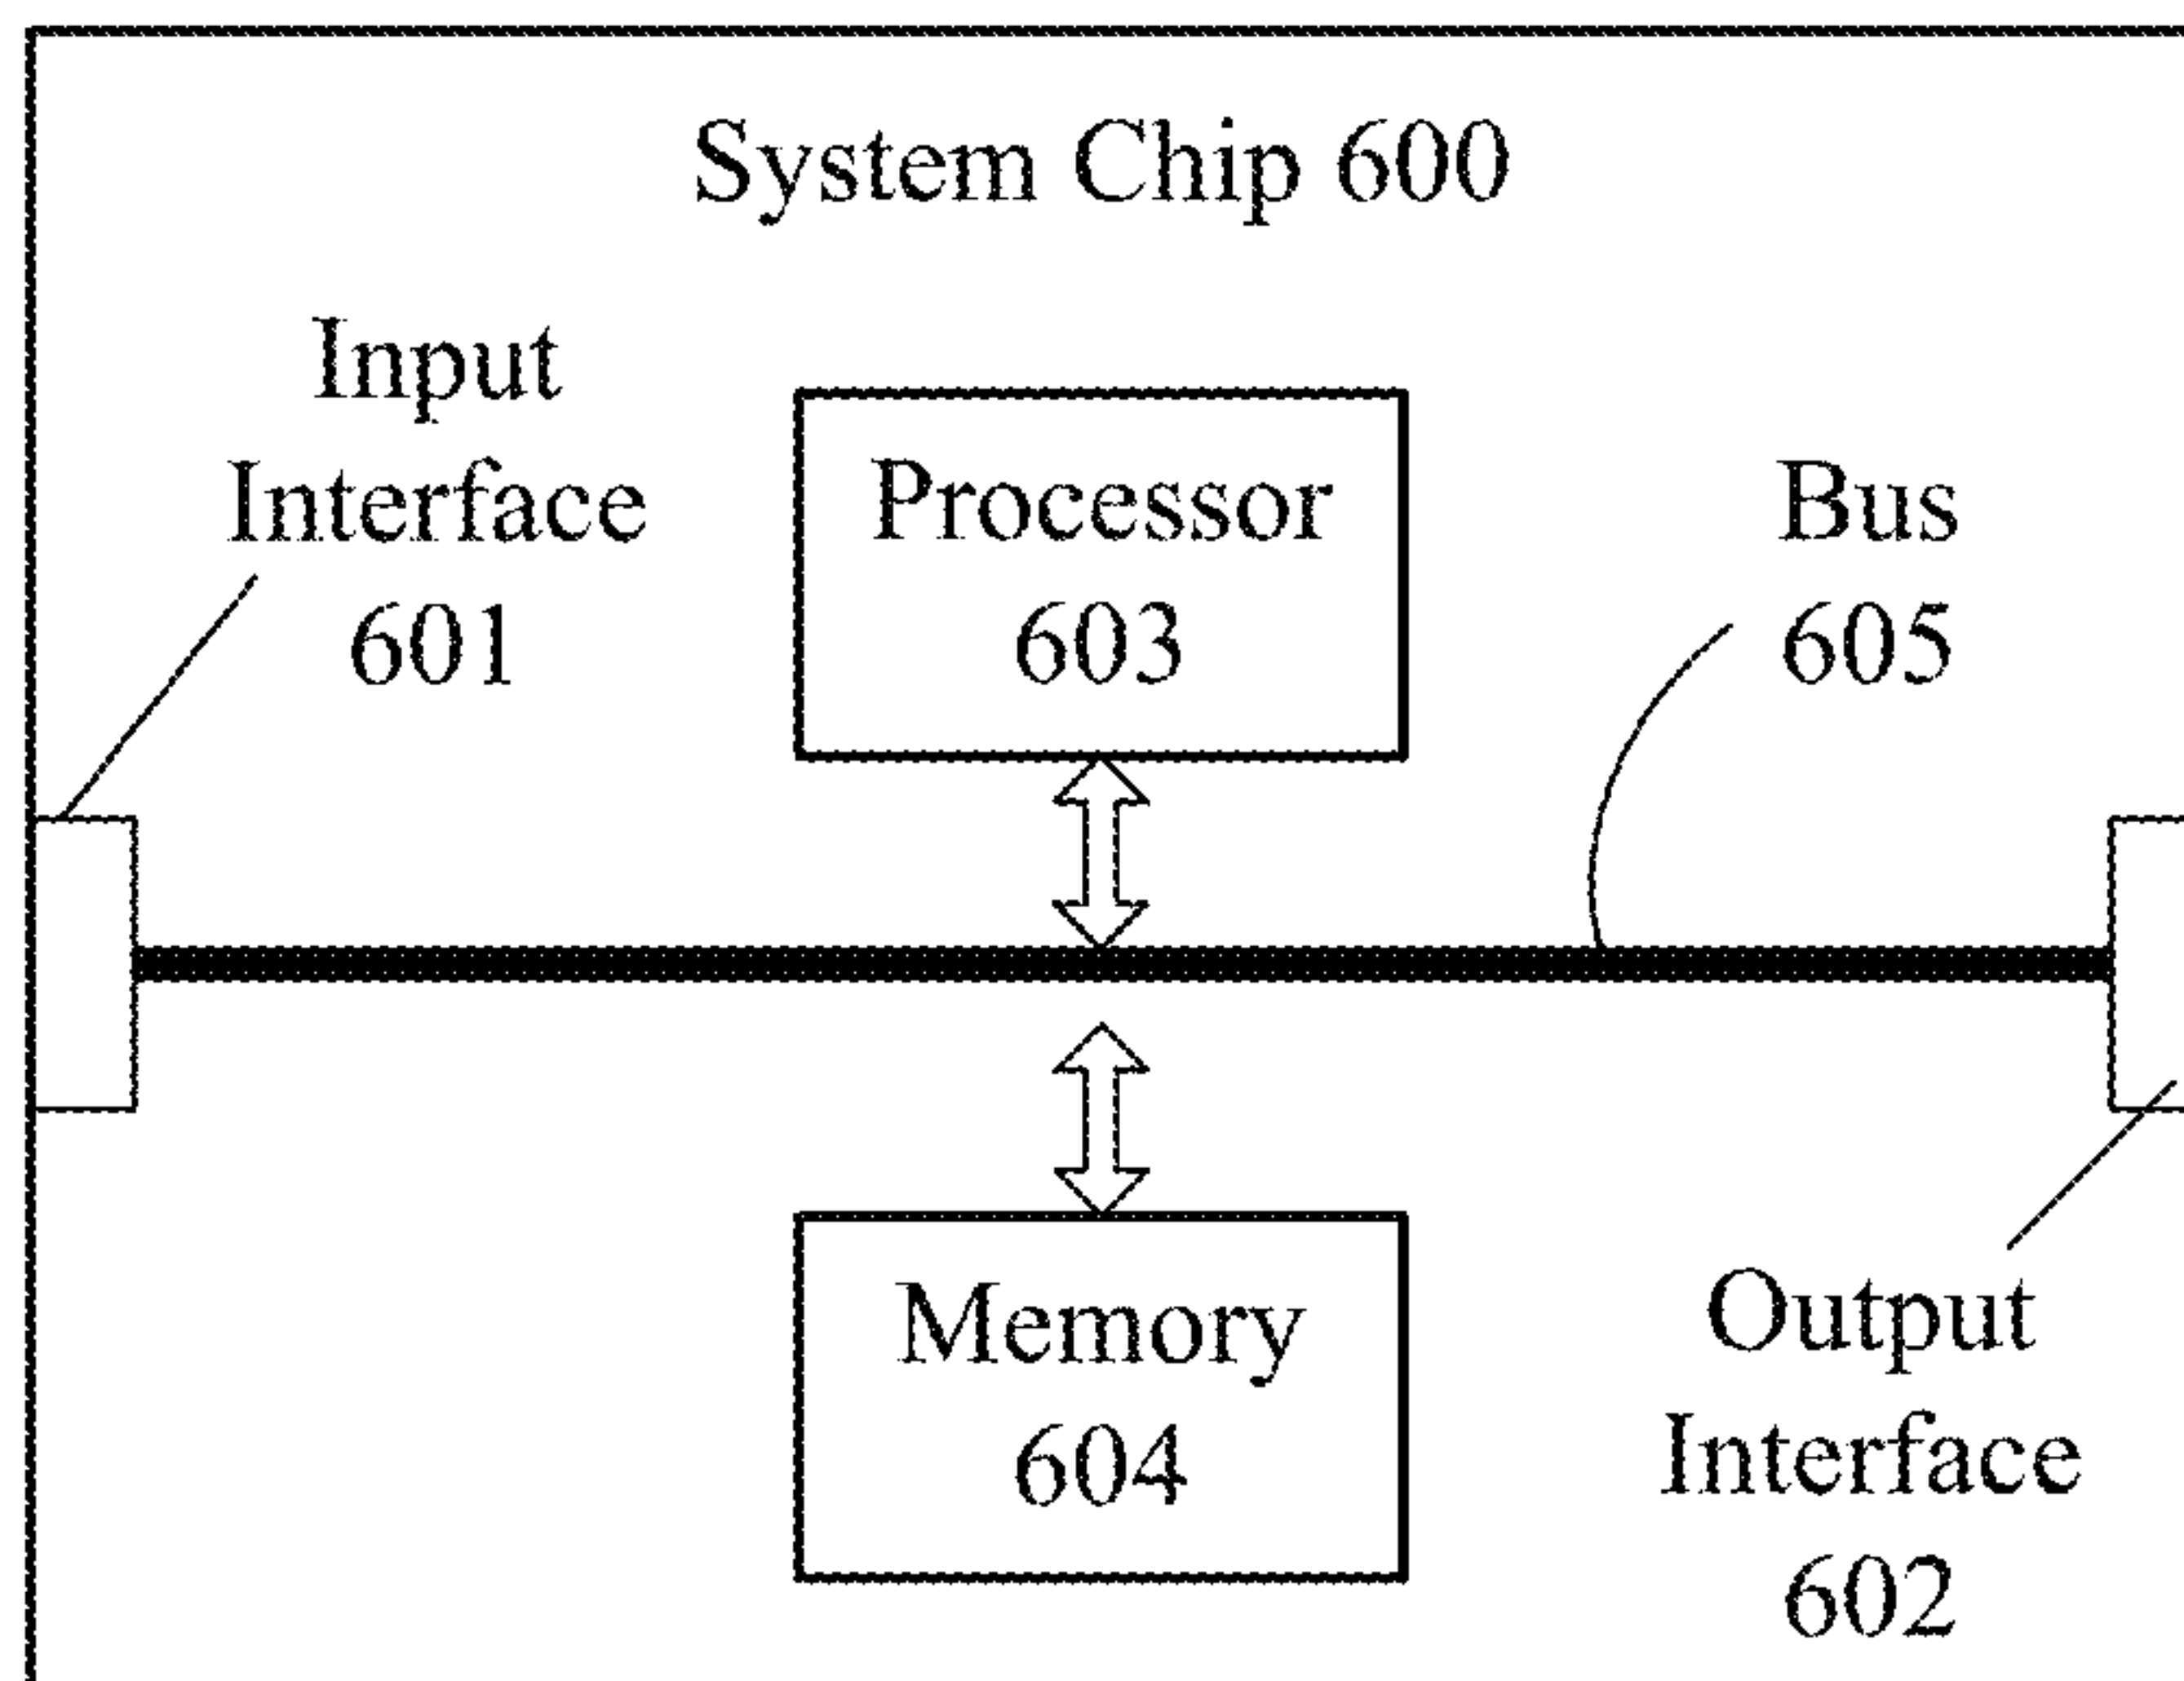 System Chip 600
Input
Interface
601
Processor
603
Bus
605
Memory
604
Output
Interface
602